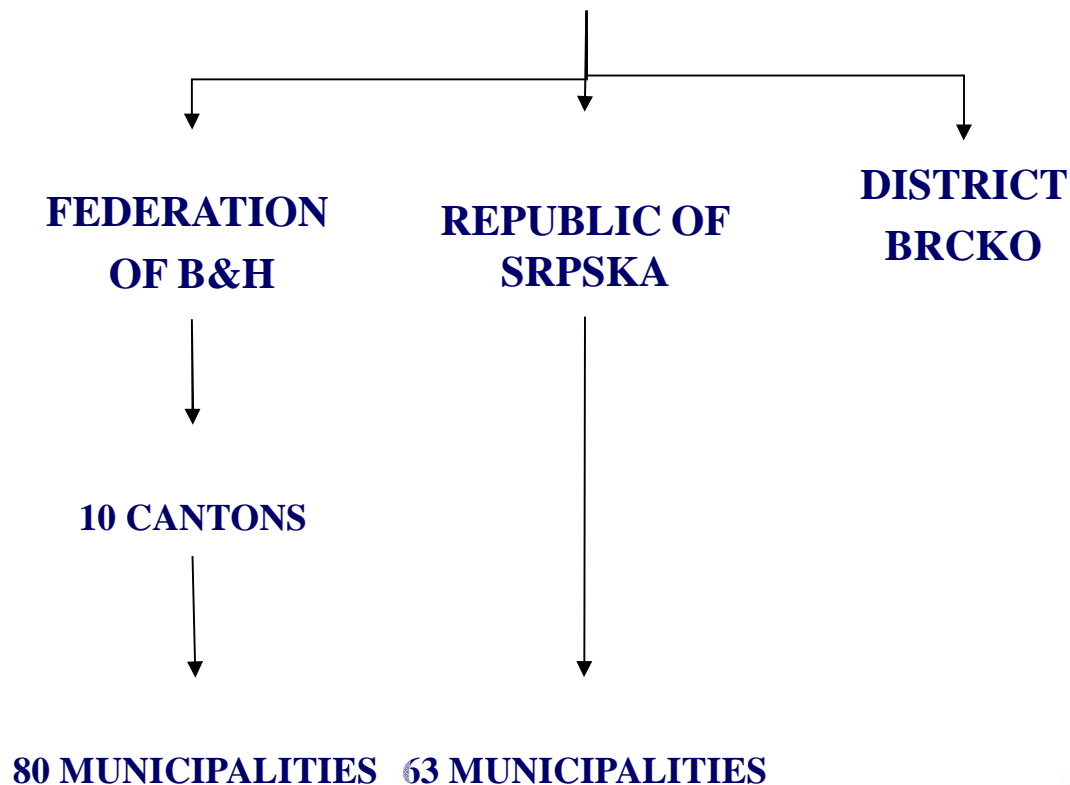 FEDERATION
OF B&H
REPUBLIC OF
SRPSKA
DISTRICT
BRCKO
10 CANTONS
80 MUNICIPALITIES
63 MUNICIPALITIES